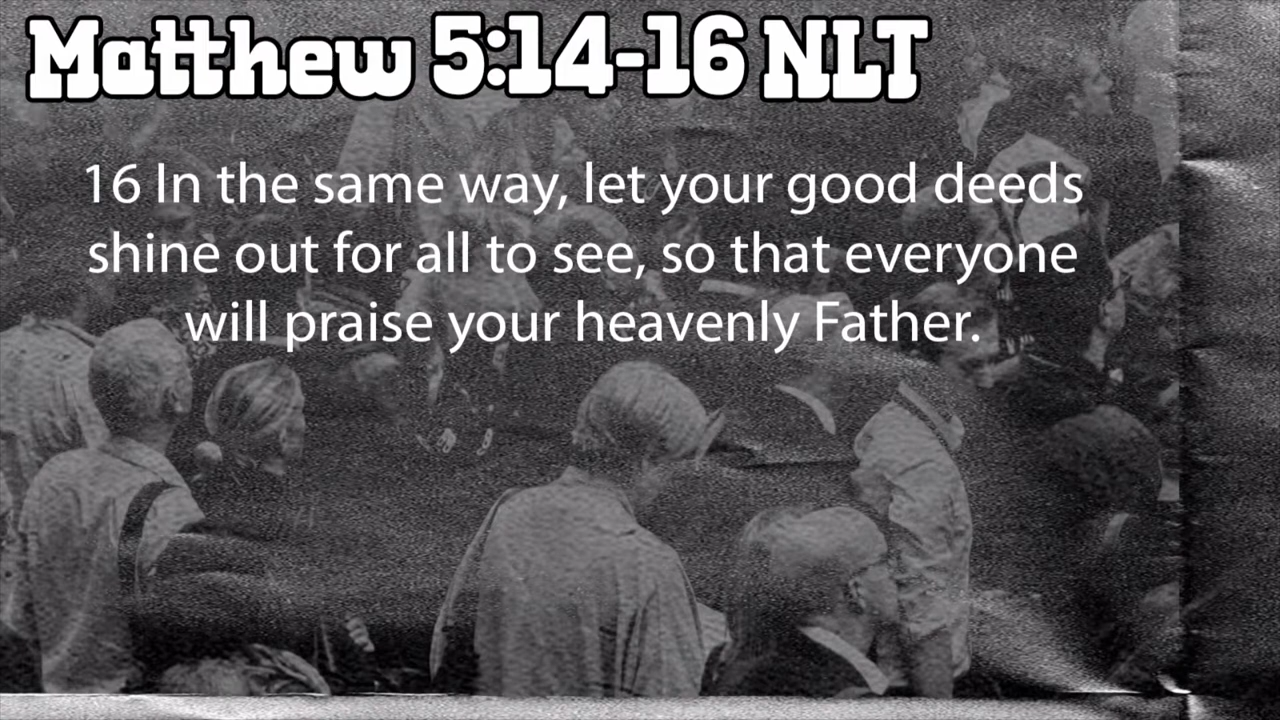 Matthew 5:14-16 NLT
16 In the same way, let your good deeds
shine out for all to see, so that everyone
will praise your heavenly Father.